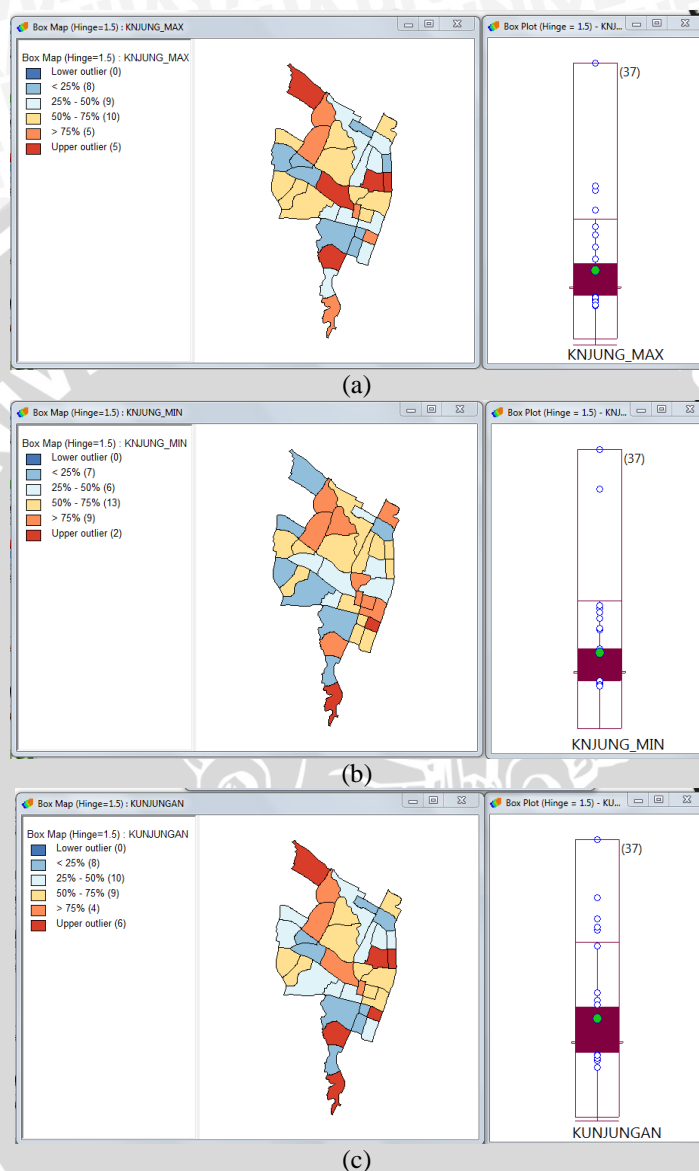 Box Map (Hinge=1.5) : KNJUNG_MAX
Box Plot (Hinge = 1.5) - KNJ...
Box Map (Hinge=1.5) : KNJUNG_MAX
Lower outlier (0)
< 25% (8)
25% - 50% (9)
50% - 75% (10)
> 75% (5)
Upper outlier (5)
(37)
KNJUNG_MAX
(a)
Box Map (Hinge=1.5) : KNJUNG_MIN
Box Plot (Hinge = 1.5) - KNJ...
Box Map (Hinge=1.5) : KNJUNG_MIN
Lower outlier (0)
< 25% (7)
25% - 50% (6)
50% - 75% (13)
> 75% (9)
Upper outlier (2)
(37)
KNJUNG_MIN
(b)
Box Map (Hinge=1.5) : KUNJUNGAN
Box Plot (Hinge = 1.5) - KU...
Box Map (Hinge=1.5) : KUNJUNGAN
Lower outlier (0)
< 25% (8)
25% - 50% (10)
50% - 75% (9)
> 75% (4)
Upper outlier (6)
(37)
KUNJUNGAN
(c)